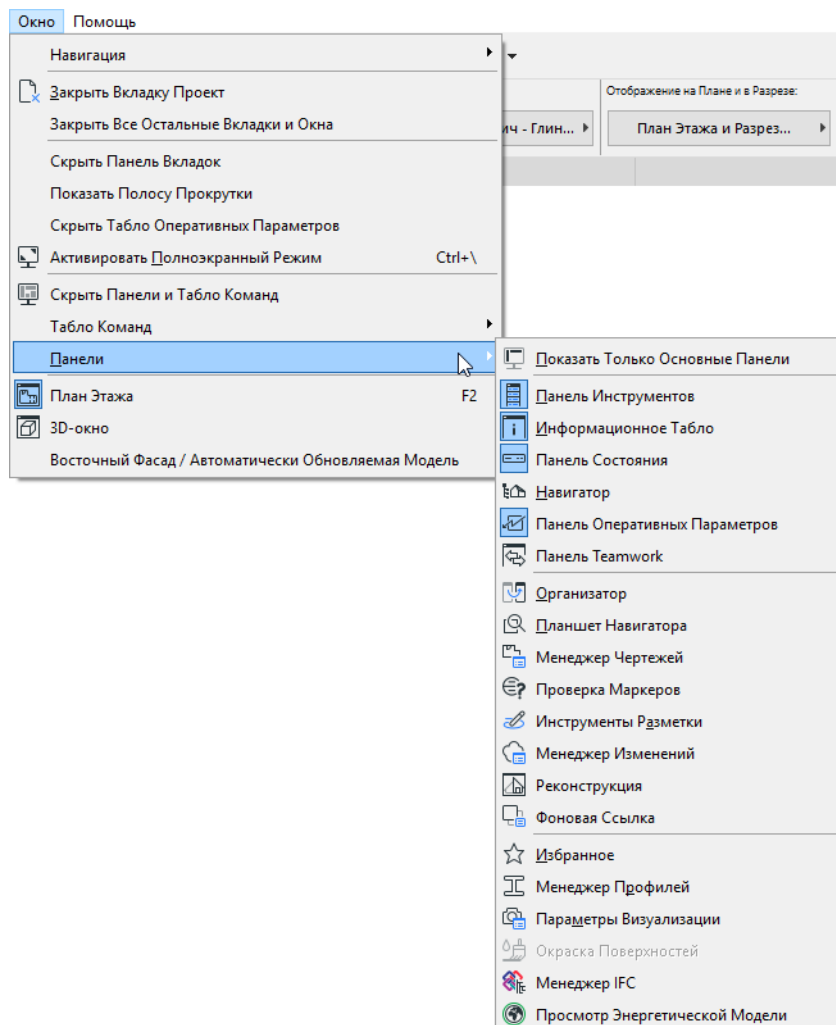 Окно Помощь
Навигация
Закрыть Вкладку Проект
Закрыть Все Остальные Вкладки и Окна
Скрыть Панель Вкладок
Показать Полосу Прокрутки
Скрыть Табло Оперативных Параметров
Активировать Полноэкранный Режим Ctrl+\
Скрыть Панели и Табло Команд
Табло Команд
Панели
План Этажа F2
3D-окно
Восточный Фасад / Автоматически Обновляемая Модель
Отображение на Плане и в Разрезе:
ич - Глин...
План Этажа и Разрез...
Показать Только Основные Панели
Панель Инструментов
Информационное Табло
Панель Состояния
Навигатор
Панель Оперативных Параметров
Панель Teamwork
Организатор
Планшет Навигатора
Менеджер Чертежей
Проверка Маркеров
Инструменты Разметки
Менеджер Изменений
Реконструкция
Фоновая Ссылка
Избранное
Менеджер Профилей
Параметры Визуализации
Окраска Поверхностей
Менеджер IFC
Просмотр Энергетической Модели